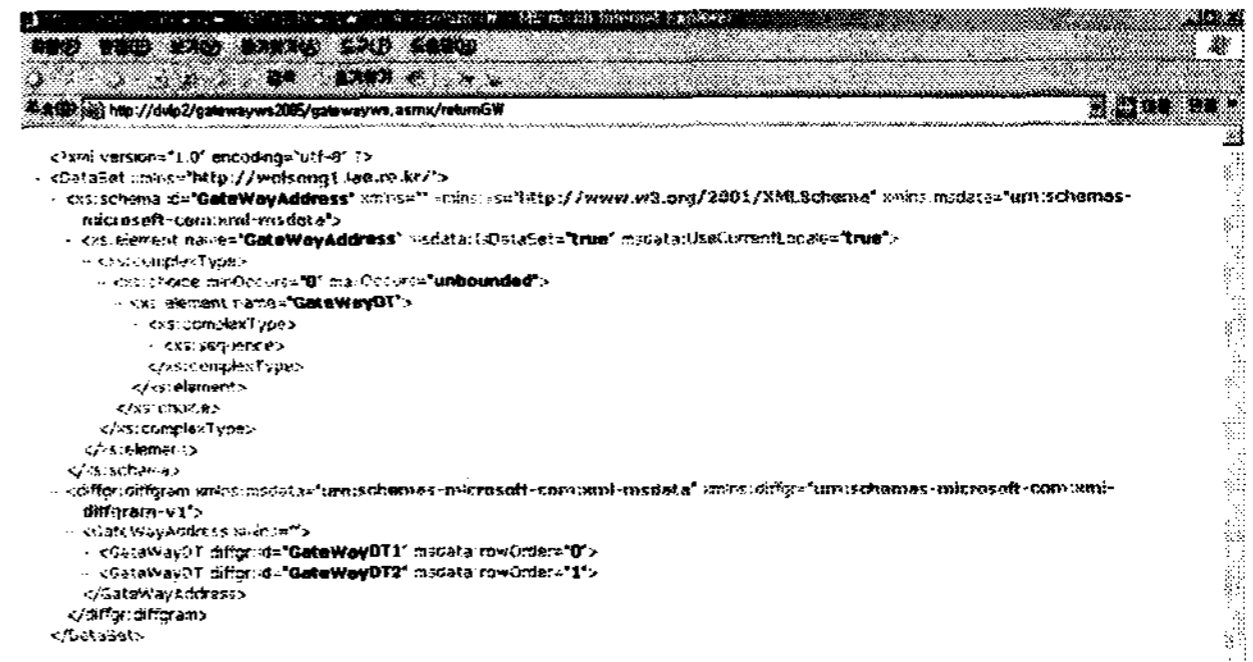 Microsoft Internet Explorer
http://dvlp2/gatewayws2005/gatewayws.asmx/returnGW
<?xml version="1.0" encoding="utf-8" ?>
- <DataSet xmlns="http://wolsong1.iae.re.kr/">
- <xs:schema id="GateWayAddress" xmlns="" xmlns:xs="http://www.w3.org/2001/XMLSchema" xmlns:msdata="urn:schemas-
microsoft-com:xml-msdata">
- <xs:element name="GateWayAddress" msdata:IsDataSet="true" msdata:UseCurrentLocale="true">
- <xs:complexType>
- <xs:choice minOccurs="0" maxOccurs="unbounded">
- <xs:element name="GateWayDT">
- <xs:complexType>
- <xs:sequence>
</xs:complexType>
</xs:element>
</xs:choice>
</xs:complexType>
</xs:element>
</xs:schema>
- <diffgr:diffgram xmlns:msdata="urn:schemas-microsoft-com:xml-msdata" xmlns:diffgr="urn:schemas-microsoft-com:xml-
diffgram-v1">
- <GateWayAddress xmlns="">
- <GateWayDT diffgr:id="GateWayDT1" msdata:rowOrder="0">
- <GateWayDT diffgr:id="GateWayDT2" msdata:rowOrder="1">
</GateWayAddress>
</diffgr:diffgram>
</DataSet>